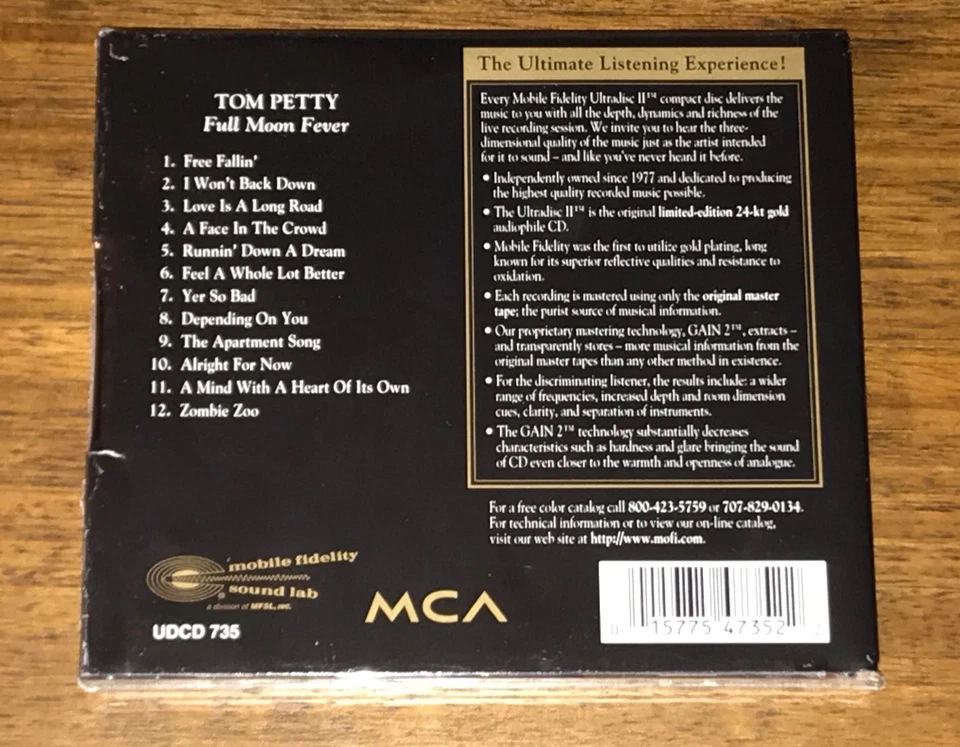 TOM PETTY
Full Moon Fever
1. Free Fallin'
2. I Won't Back Down
3. Love Is A Long Road
4. A Face In The Crowd
5. Runnin' Down A Dream
6. Feel A Whole Lot Better
7. Yer So Bad
8. Depending On You
9. The Apartment Song
10. Alright For Now
11. A Mind With A Heart Of Its Own
12. Zombie Zoo
The Ultimate Listening Experience!
Every Mobile Fidelity Ultradisc II™ compact disc delivers the
music to you with all the depth, dynamics and richness of the
live recording session. We invite you to hear the three-
dimensional quality of the music just as the artist intended
for it to sound – and like you've never heard it before.
• Independently owned since 1977 and dedicated to producing
the highest quality recorded music possible.
• The Ultradisc II™ is the original limited-edition 24-kt gold
audiophile CD.
• Mobile Fidelity was the first to utilize gold plating, long
known for its superior reflective qualities and resistance to
oxidation.
• Each recording is mastered using only the original master
tape; the purist source of musical information.
• Our proprietary mastering technology, GAIN 2™, extracts –
and transparently stores – more musical information from the
original master tapes than any other method in existence.
• For the discriminating listener, the results include: a wider
range of frequencies, increased depth and room dimension
cues, clarity, and separation of instruments.
• The GAIN 2™ technology substantially decreases
characteristics such as hardness and glare bringing the sound
of CD even closer to the warmth and openness of analogue.
For a free color catalog call 800-423-5759 or 707-829-0134.
For technical information or to view our on-line catalog,
visit our web site at http://www.mofi.com.
mobile fidelity
® sound lab
a division of MFSL, inc.
UDCD 735
MCA
0 15775 47352 2